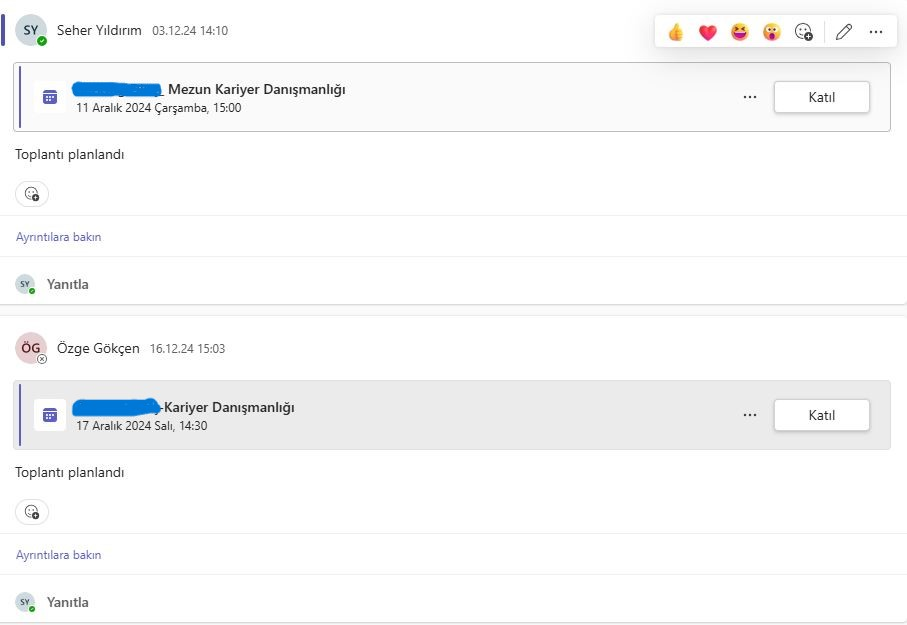 SY Seher Yıldırım 03.12.24 14:10
Mezun Kariyer Danışmanlığı
11 Aralık 2024 Çarşamba, 15:00
Katıl
Toplantı planlandı
Ayrıntılara bakın
SY Yanıtla
ÖG Özge Gökçen 16.12.24 15:03
-Kariyer Danışmanlığı
17 Aralık 2024 Salı, 14:30
Katıl
Toplantı planlandı
Ayrıntılara bakın
SY Yanıtla